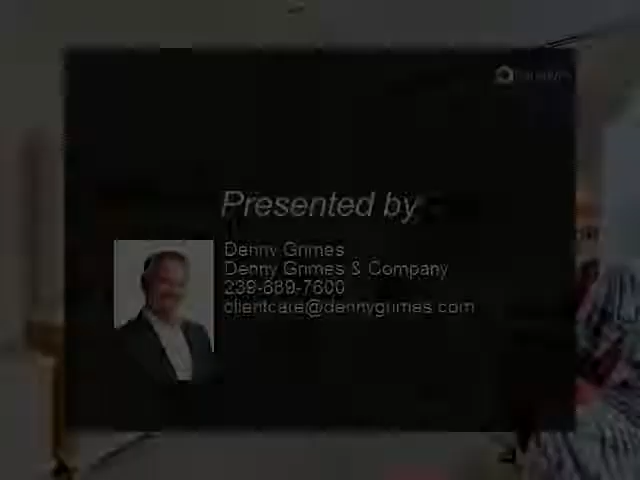 Presented by
Denny Grimes
Denny Grimes & Company
239-689-7600
clientcare@dennygrimes.com